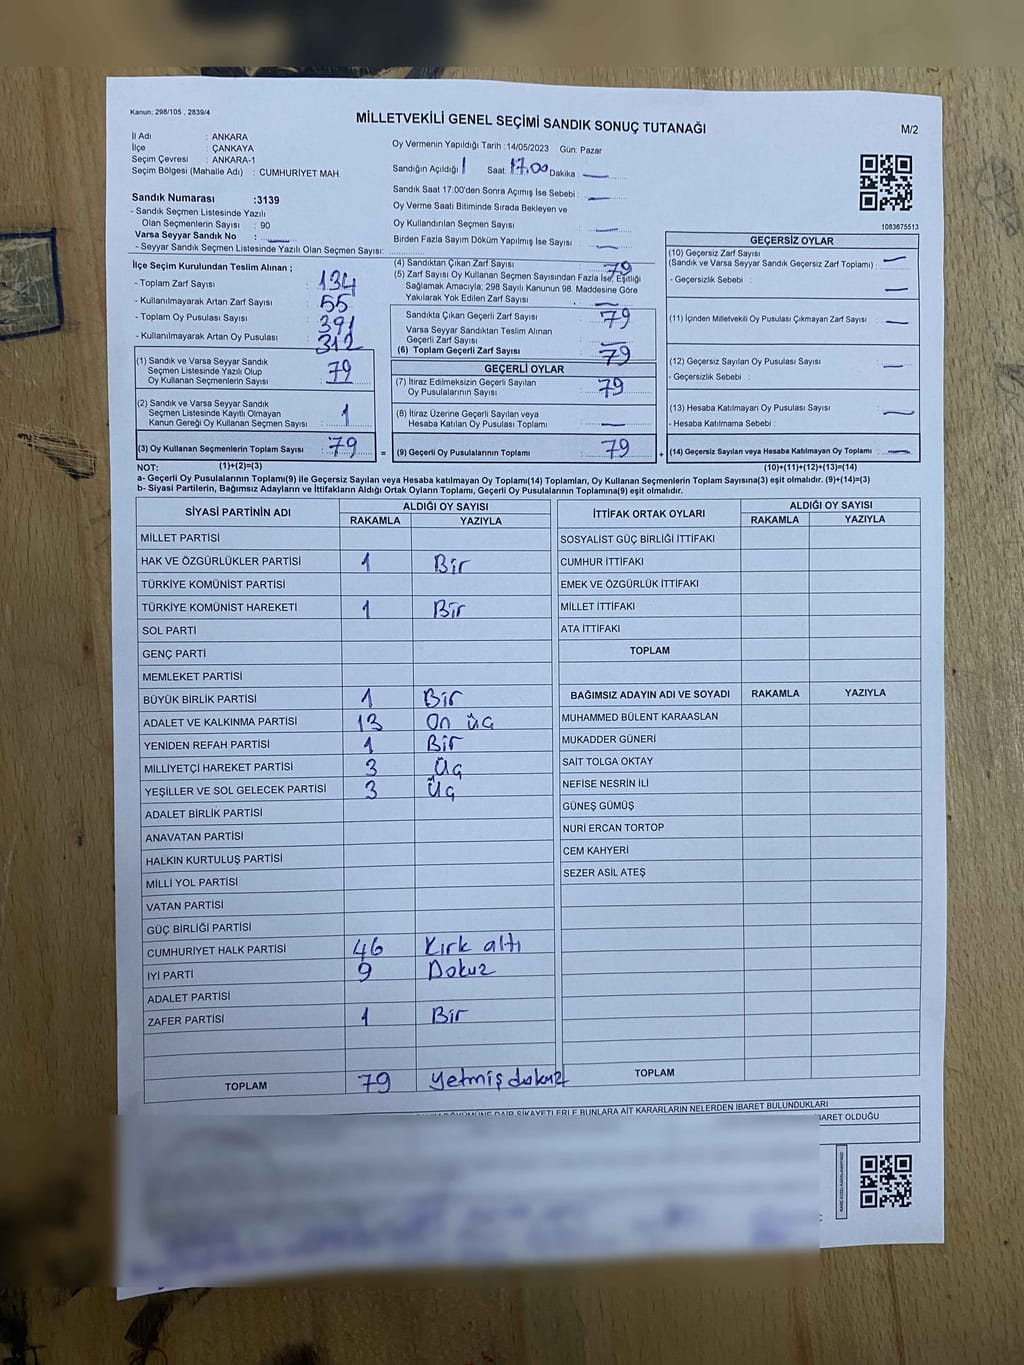 Kanun; 298/105 , 2839/4
MİLLETVEKİLİ GENEL SEÇİMİ SANDIK SONUÇ TUTANAĞI
M/2
İl Adı : ANKARA
İlçe : ÇANKAYA
Seçim Çevresi : ANKARA-1
Seçim Bölgesi (Mahalle Adı) : CUMHURİYET MAH.
Sandık Numarası :3139
- Sandık Seçmen Listesinde Yazılı
Olan Seçmenlerin Sayısı : 90
Varsa Seyyar Sandık No :
- Seyyar Sandık Seçmen Listesinde Yazılı Olan Seçmen Sayısı:
Oy Vermenin Yapıldığı Tarih :14/05/2023 Gün: Pazar
Sandığın Açıldığı Saat: 17.00 Dakika :
Sandık Saat 17:00'den Sonra Açımış İse Sebebi :
Oy Verme Saati Bitiminde Sırada Bekleyen ve
Oy Kullandırılan Seçmen Sayısı :
Birden Fazla Sayım Döküm Yapılmış İse Sayısı :
1083675513
İlçe Seçim Kurulundan Teslim Alınan ;
- Toplam Zarf Sayısı : 134
- Kullanılmayarak Artan Zarf Sayısı : 55
- Toplam Oy Pusulası Sayısı : 391
- Kullanılmayarak Artan Oy Pusulası : 312
(1) Sandık ve Varsa Seyyar Sandık
Seçmen Listesinde Yazılı Olup
Oy Kullanan Seçmenlerin Sayısı : 79
(2) Sandık ve Varsa Seyyar Sandık
Seçmen Listesinde Kayıtlı Olmayan
Kanun Gereği Oy Kullanan Seçmen Sayısı : 1
(3) Oy Kullanan Seçmenlerin Toplam Sayısı : 79
(4) Sandıktan Çıkan Zarf Sayısı : 79
(5) Zarf Sayısı Oy Kullanan Seçmen Sayısından Fazla İse, Eşitliği
Sağlamak Amacıyla; 298 Sayılı Kanunun 98. Maddesine Göre
Yakılarak Yok Edilen Zarf Sayısı :
Sandıkta Çıkan Geçerli Zarf Sayısı : 79
Varsa Seyyar Sandıktan Teslim Alınan
Geçerli Zarf Sayısı :
(6) Toplam Geçerli Zarf Sayısı : 79
GEÇERLİ OYLAR
(7) İtiraz Edilmeksizin Geçerli Sayılan
Oy Pusulalarının Sayısı : 79
(8) İtiraz Üzerine Geçerli Sayılan veya
Hesaba Katılan Oy Pusulası Toplamı :
= (9) Geçerli Oy Pusulalarının Toplamı : 79
GEÇERSİZ OYLAR
(10) Geçersiz Zarf Sayısı
(Sandık ve Varsa Seyyar Sandık Geçersiz Zarf Toplamı) :
- Geçersizlik Sebebi :
(11) İçinden Milletvekili Oy Pusulası Çıkmayan Zarf Sayısı :
(12) Geçersiz Sayılan Oy Pusulası Sayısı :
- Geçersizlik Sebebi :
(13) Hesaba Katılmayan Oy Pusulası Sayısı :
- Hesaba Katılmama Sebebi :
+ (14) Geçersiz Sayılan veya Hesaba Katılmayan Oy Toplamı :
NOT: (1)+(2)=(3)
(10)+(11)+(12)+(13)=(14)
a- Geçerli Oy Pusulalarının Toplamı(9) ile Geçersiz Sayılan veya Hesaba katılmayan Oy Toplamı(14) Toplamları, Oy Kullanan Seçmenlerin Toplam Sayısına(3) eşit olmalıdır. (9)+(14)=(3)
b- Siyasi Partilerin, Bağımsız Adayların ve İttifakların Aldığı Ortak Oyların Toplamı, Geçerli Oy Pusulalarının Toplamına(9) eşit olmalıdır.
SİYASİ PARTİNİN ADI ALDIĞI OY SAYISI
RAKAMLA YAZIYLA
MİLLET PARTİSİ
HAK VE ÖZGÜRLÜKLER PARTİSİ 1 Bir
TÜRKİYE KOMÜNİST PARTİSİ
TÜRKİYE KOMÜNİST HAREKETİ 1 Bir
SOL PARTİ
GENÇ PARTİ
MEMLEKET PARTİSİ
BÜYÜK BİRLİK PARTİSİ 1 Bir
ADALET VE KALKINMA PARTİSİ 13 On üç
YENİDEN REFAH PARTİSİ 1 Bir
MİLLİYETÇİ HAREKET PARTİSİ 3 Üç
YEŞİLLER VE SOL GELECEK PARTİSİ 3 Üç
ADALET BİRLİK PARTİSİ
ANAVATAN PARTİSİ
HALKIN KURTULUŞ PARTİSİ
MİLLİ YOL PARTİSİ
VATAN PARTİSİ
GÜÇ BİRLİĞİ PARTİSİ
CUMHURİYET HALK PARTİSİ 46 Kırk altı
İYİ PARTİ 9 Dokuz
ADALET PARTİSİ
ZAFER PARTİSİ 1 Bir
TOPLAM 79 Yetmiş dokuz
İTTİFAK ORTAK OYLARI ALDIĞI OY SAYISI
RAKAMLA YAZIYLA
SOSYALİST GÜÇ BİRLİĞİ İTTİFAKI
CUMHUR İTTİFAKI
EMEK VE ÖZGÜRLÜK İTTİFAKI
MİLLET İTTİFAKI
ATA İTTİFAKI
TOPLAM
BAĞIMSIZ ADAYIN ADI VE SOYADI RAKAMLA YAZIYLA
MUHAMMED BÜLENT KARAASLAN
MUKADDER GÜNERİ
SAİT TOLGA OKTAY
NEFİSE NESRİN İLİ
GÜNEŞ GÜMÜŞ
NURİ ERCAN TORTOP
CEM KAHYERİ
SEZER ASİL ATEŞ
TOPLAM
DÖKÜMÜNE DAİR ŞİKAYETLERLE BUNLARA AİT KARARLARIN NELERDEN İBARET BULUNDUKLARI
İBARET OLDUĞU